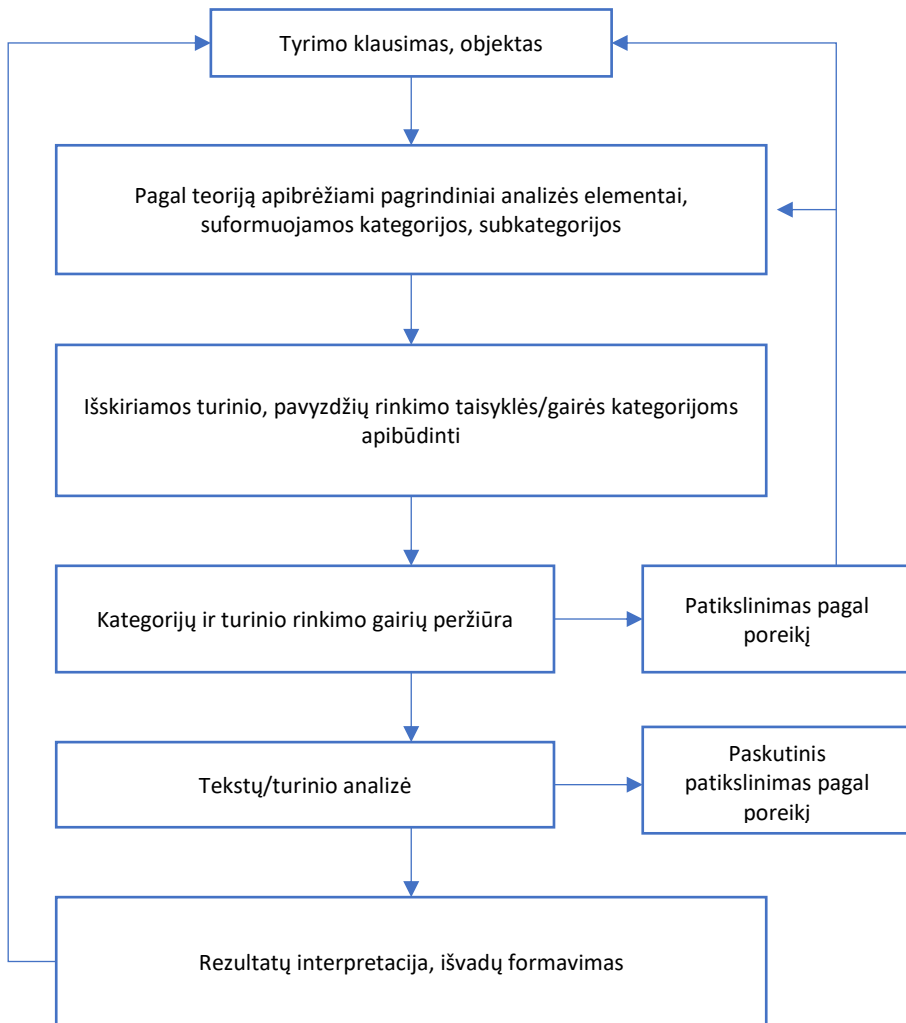 Tyrimo klausimas, objektas
Pagal teoriją apibrėžiami pagrindiniai analizės elementai,
suformuojamos kategorijos, subkategorijos
Išskiriamos turinio, pavyzdžių rinkimo taisyklės/gairės kategorijoms
apibūdinti
Kategorijų ir turinio rinkimo gairių peržiūra
Patikslinimas pagal
poreikį
Tekstų/turinio analizė
Paskutinis
patikslinimas pagal
poreikį
Rezultatų interpretacija, išvadų formavimas